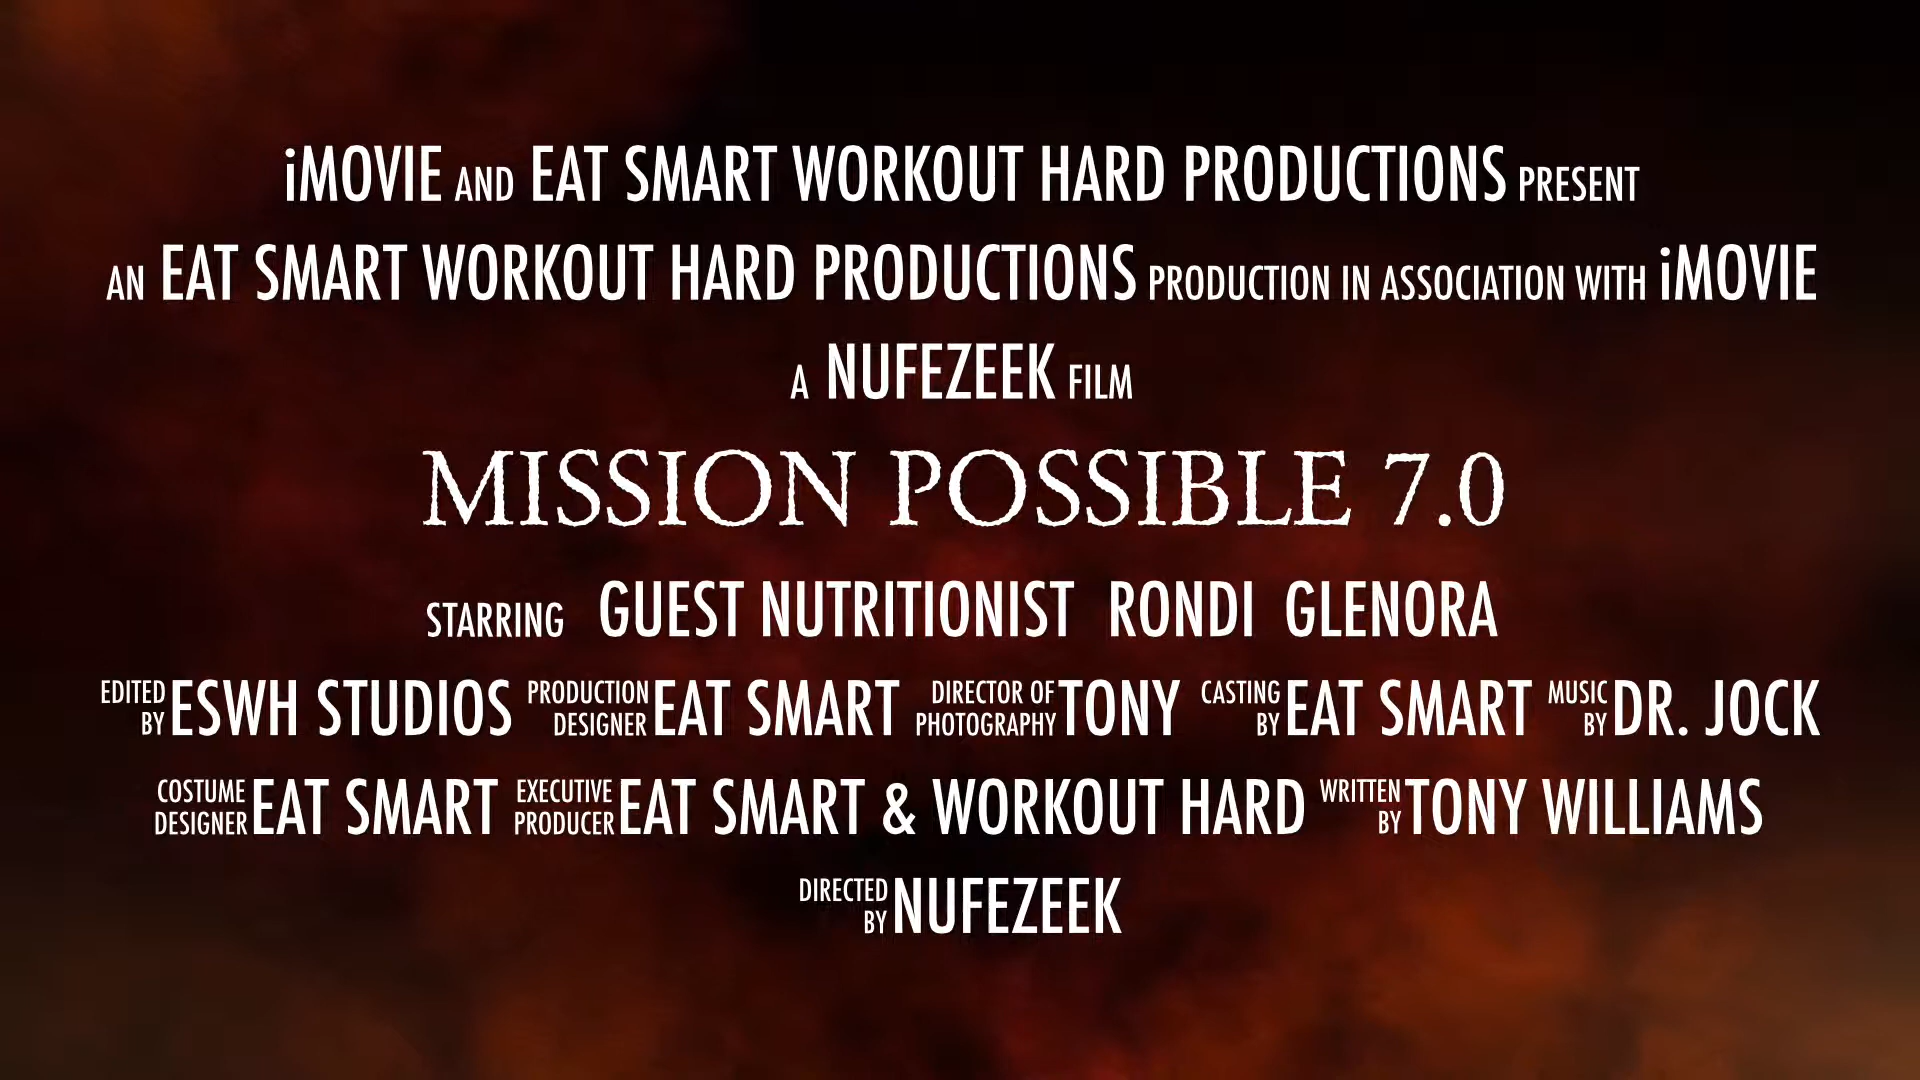 iMOVIE AND EAT SMART WORKOUT HARD PRODUCTIONS PRESENT
AN EAT SMART WORKOUT HARD PRODUCTIONS PRODUCTION IN ASSOCIATION WITH iMOVIE
A NUFEZEEK FILM
MISSION POSSIBLE 7.0
STARRING GUEST NUTRITIONIST RONDI GLENORA
EDITED BY ESWH STUDIOS PRODUCTION DESIGNER EAT SMART DIRECTOR OF PHOTOGRAPHY TONY CASTING BY EAT SMART MUSIC BY DR. JOCK
COSTUME DESIGNER EAT SMART EXECUTIVE PRODUCER EAT SMART & WORKOUT HARD WRITTEN BY TONY WILLIAMS
DIRECTED BY NUFEZEEK